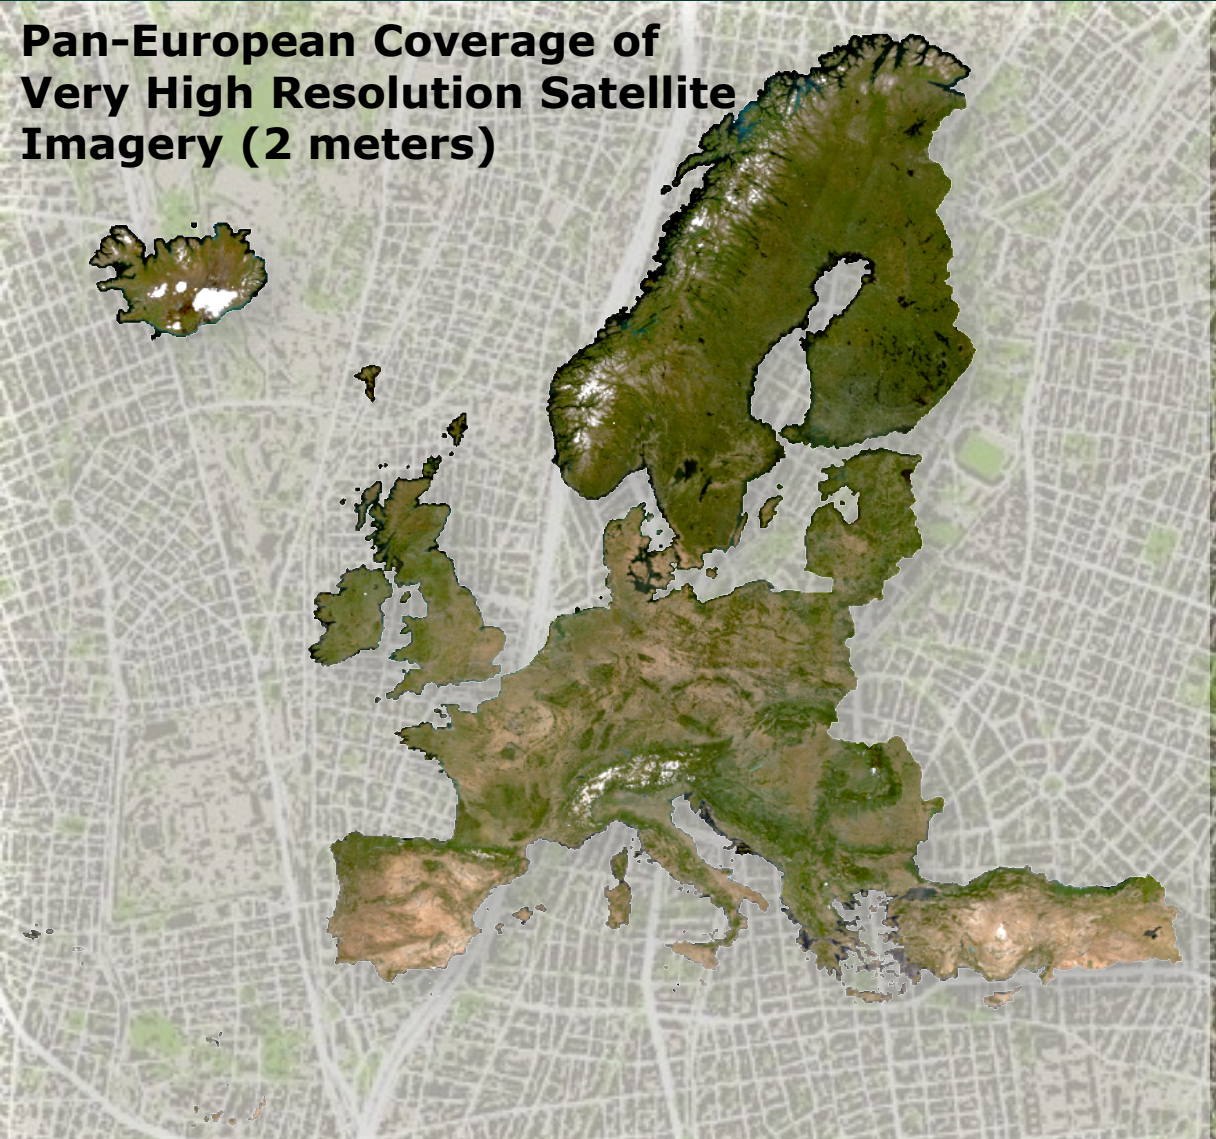 Pan-European Coverage of
Very High Resolution Satellite
Imagery (2 meters)